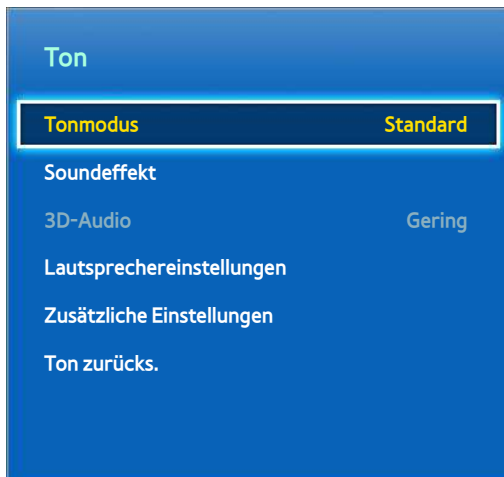 Ton
Tonmodus Standard
Soundeffekt
3D-Audio Gering
Lautsprechereinstellungen
Zusätzliche Einstellungen
Ton zurücks.